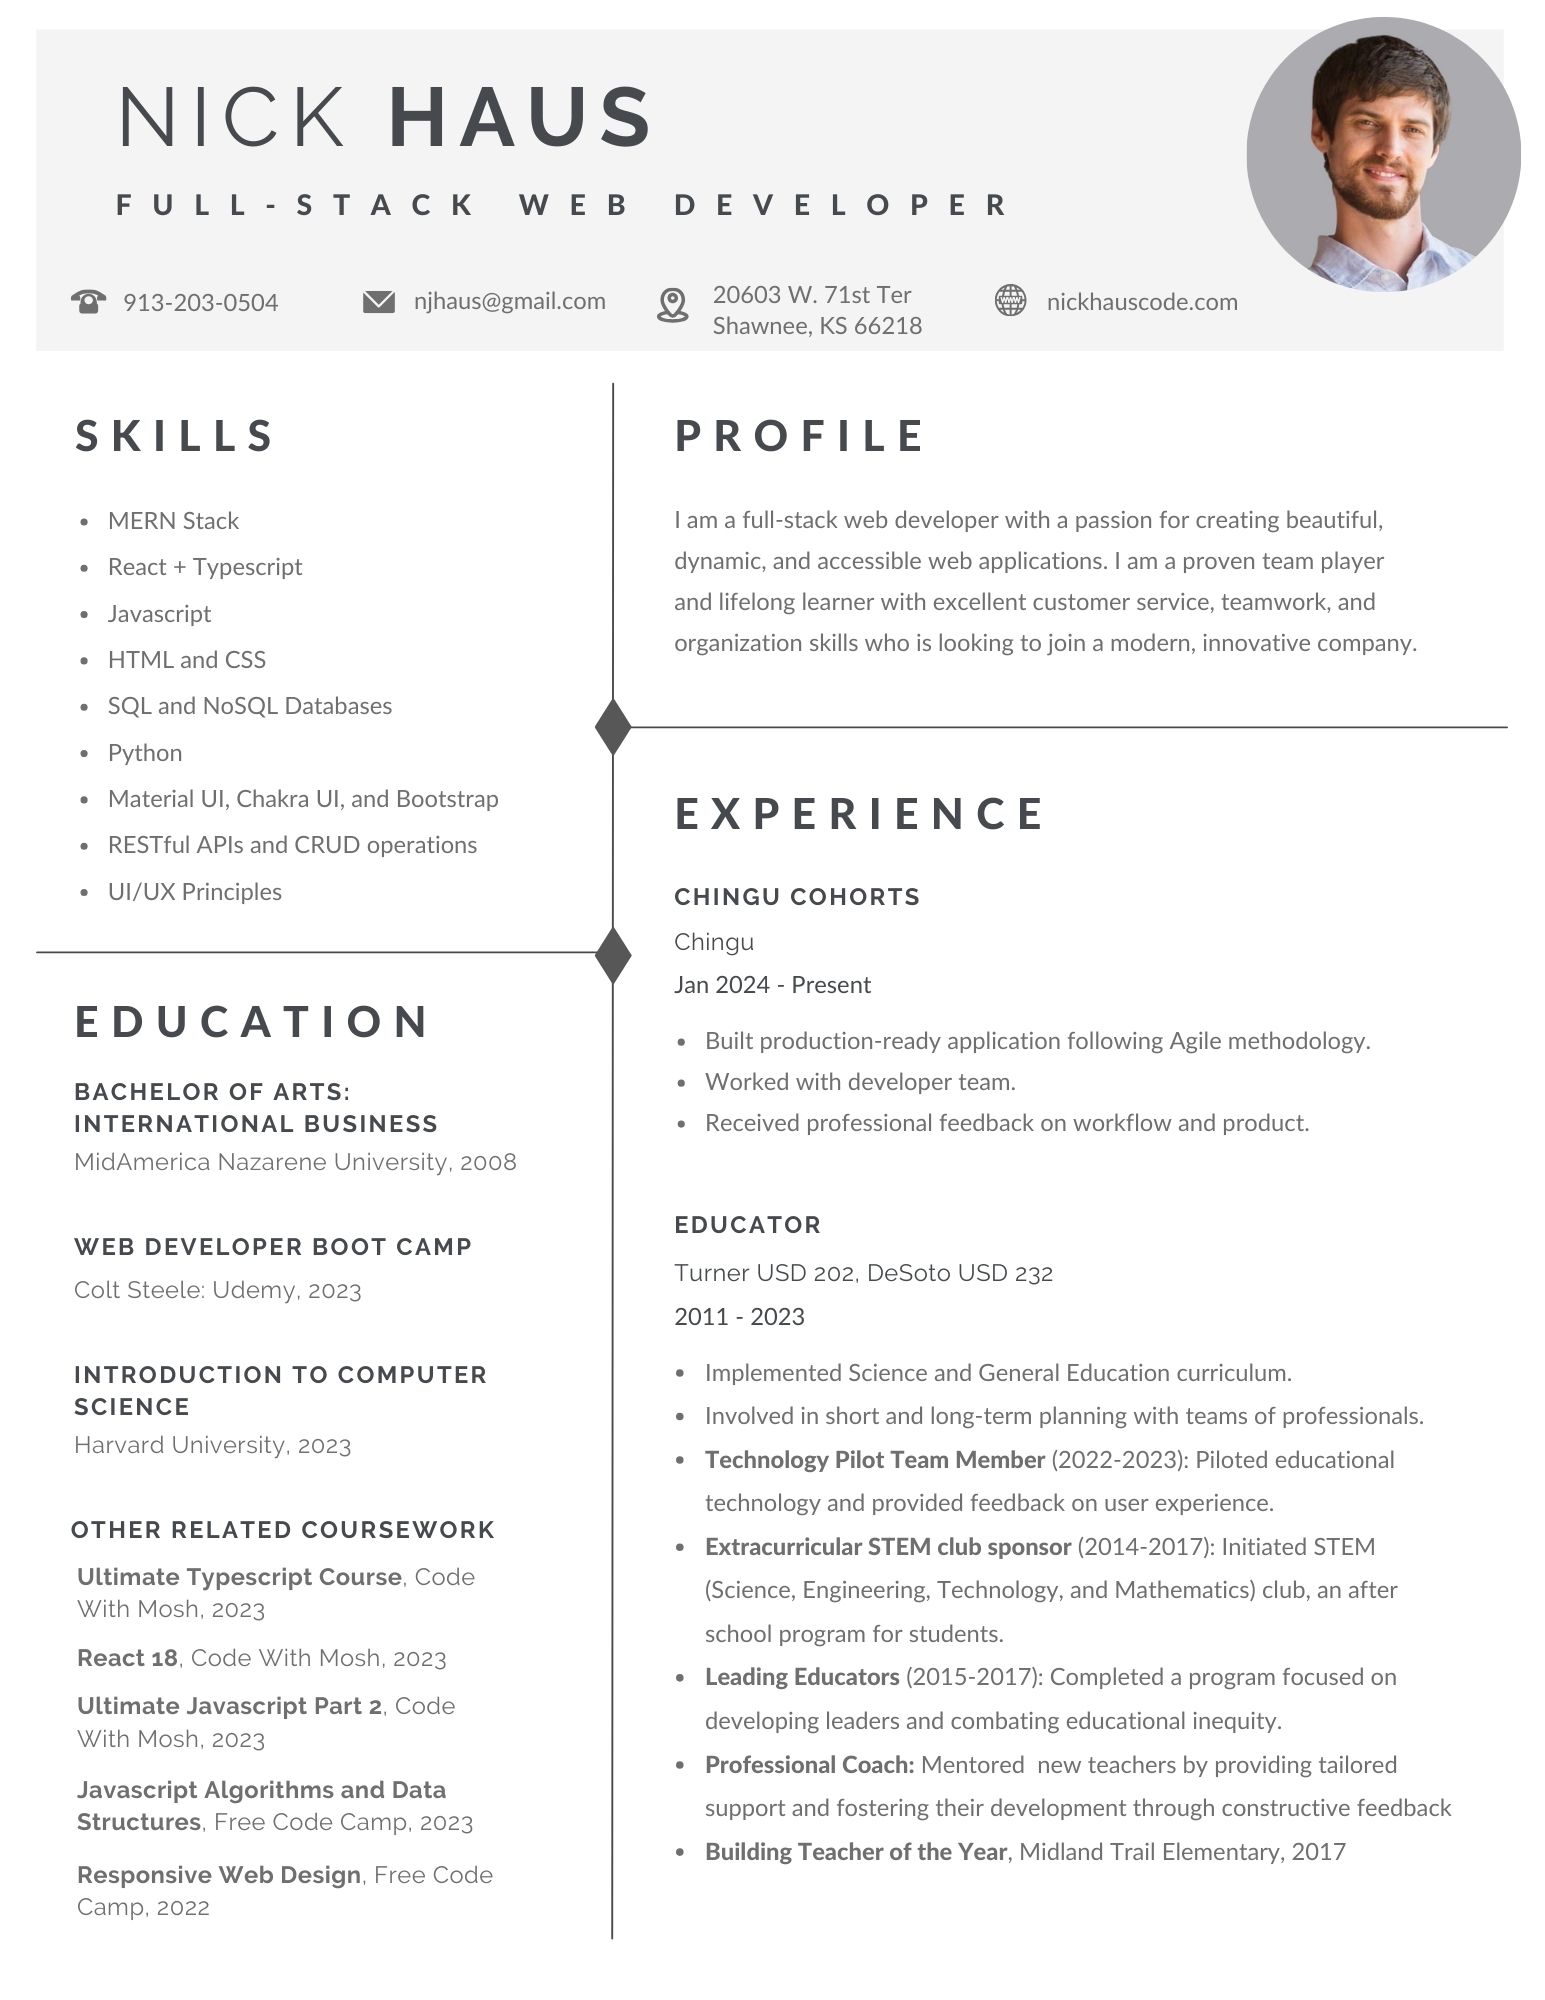 NICK HAUS
FULL-STACK WEB DEVELOPER
913-203-0504
njhaus@gmail.com
20603 W. 71st Ter
Shawnee, KS 66218
www
nickhauscode.com
SKILLS
• MERN Stack
• React + Typescript
• Javascript
• HTML and CSS
• SQL and NoSQL Databases
• Python
• Material UI, Chakra UI, and Bootstrap
• RESTful APIs and CRUD operations
• UI/UX Principles
EDUCATION
BACHELOR OF ARTS:
INTERNATIONAL BUSINESS
MidAmerica Nazarene University, 2008
WEB DEVELOPER BOOT CAMP
Colt Steele: Udemy, 2023
INTRODUCTION TO COMPUTER
SCIENCE
Harvard University, 2023
OTHER RELATED COURSEWORK
Ultimate Typescript Course, Code
With Mosh, 2023
React 18, Code With Mosh, 2023
Ultimate Javascript Part 2, Code
With Mosh, 2023
Javascript Algorithms and Data
Structures, Free Code Camp, 2023
Responsive Web Design, Free Code
Camp, 2022
PROFILE
I am a full-stack web developer with a passion for creating beautiful,
dynamic, and accessible web applications. I am a proven team player
and lifelong learner with excellent customer service, teamwork, and
organization skills who is looking to join a modern, innovative company.
EXPERIENCE
CHINGU COHORTS
Chingu
Jan 2024 - Present
• Built production-ready application following Agile methodology.
• Worked with developer team.
• Received professional feedback on workflow and product.
EDUCATOR
Turner USD 202, DeSoto USD 232
2011 - 2023
• Implemented Science and General Education curriculum.
• Involved in short and long-term planning with teams of professionals.
• Technology Pilot Team Member (2022-2023): Piloted educational
technology and provided feedback on user experience.
• Extracurricular STEM club sponsor (2014-2017): Initiated STEM
(Science, Engineering, Technology, and Mathematics) club, an after
school program for students.
• Leading Educators (2015-2017): Completed a program focused on
developing leaders and combating educational inequity.
• Professional Coach: Mentored  new teachers by providing tailored
support and fostering their development through constructive feedback
• Building Teacher of the Year, Midland Trail Elementary, 2017